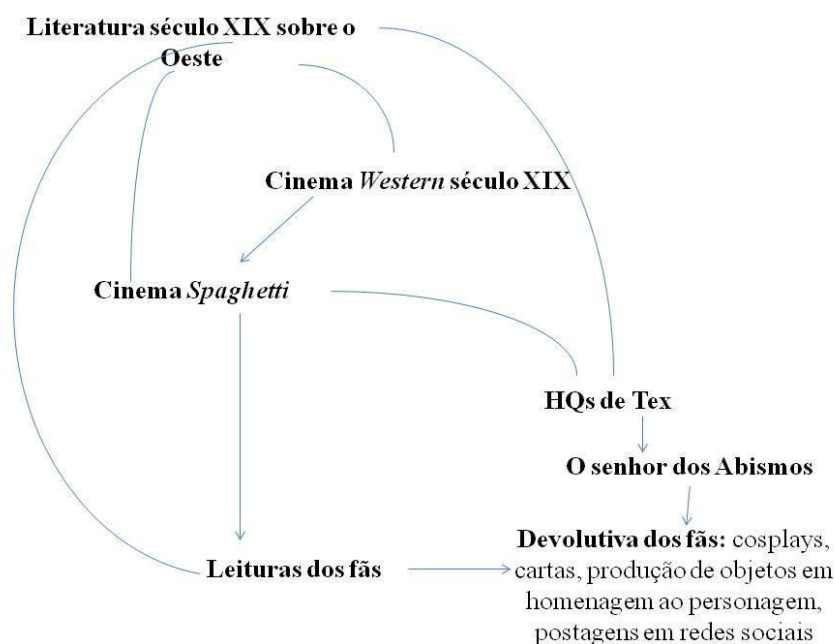 Literatura século XIX sobre o
Oeste
Cinema Western século XIX
Cinema Spaghetti
HQs de Tex
O senhor dos Abismos
Leituras dos fãs
Devolutiva dos fãs: cosplays,
cartas, produção de objetos em
homenagem ao personagem,
postagens em redes sociais